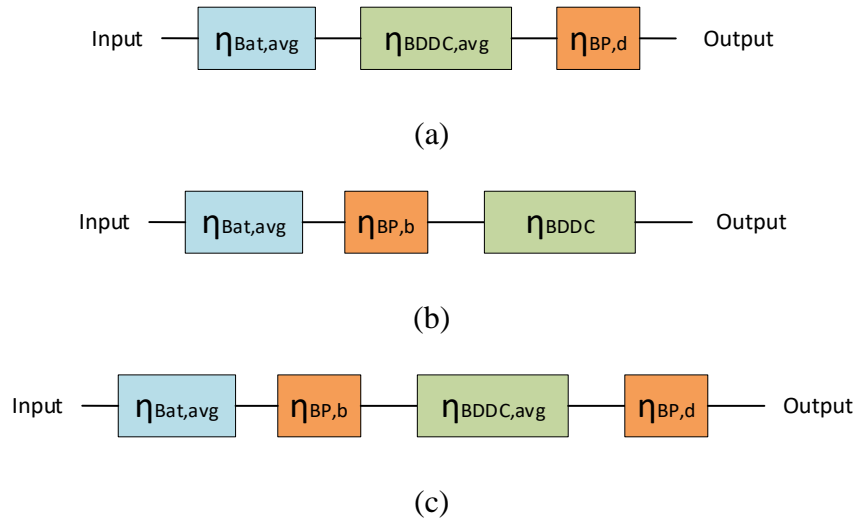 Input ηBat,avg ηBDDC,avg ηBP,d Output
(a)
Input ηBat,avg ηBP,b ηBDDC Output
(b)
Input ηBat,avg ηBP,b ηBDDC,avg ηBP,d Output
(c)